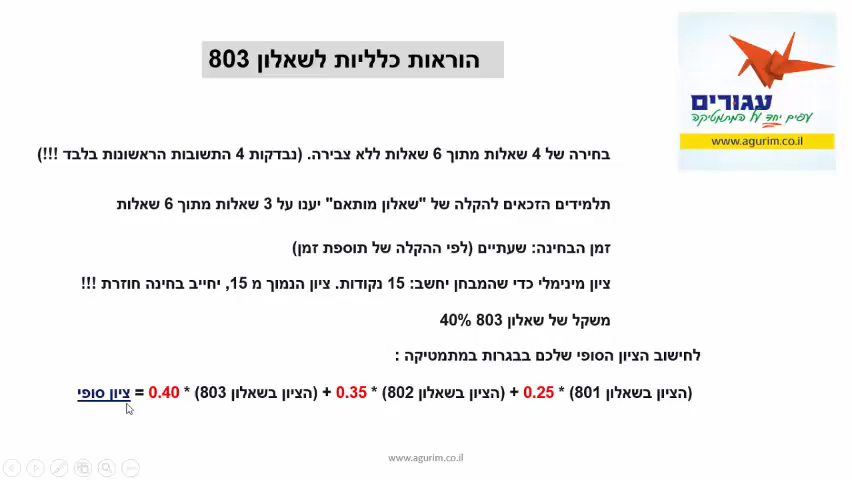 הוראות כלליות לשאלון 803
עגורים
עפים יחד על המתמטיקה
www.agurim.co.il
בחירה של 4 שאלות מתוך 6 שאלות ללא צבירה. (נבדקות 4 התשובות הראשונות בלבד !!!)
תלמידים הזכאים להקלה של "שאלון מותאם" יענו על 3 שאלות מתוך 6 שאלות
זמן הבחינה: שעתיים (לפי ההקלה של תוספת זמן)
ציון מינימלי כדי שהמבחן יחשב: 15 נקודות. ציון הנמוך מ 15, יחייב בחינה חוזרת !!!
משקל של שאלון 803 40%
לחישוב הציון הסופי שלכם בבגרות במתמטיקה :
(הציון בשאלון 801) * 0.25 + (הציון בשאלון 802) * 0.35 + (הציון בשאלון 803) * 0.40 = ציון סופי
www.agurim.co.il